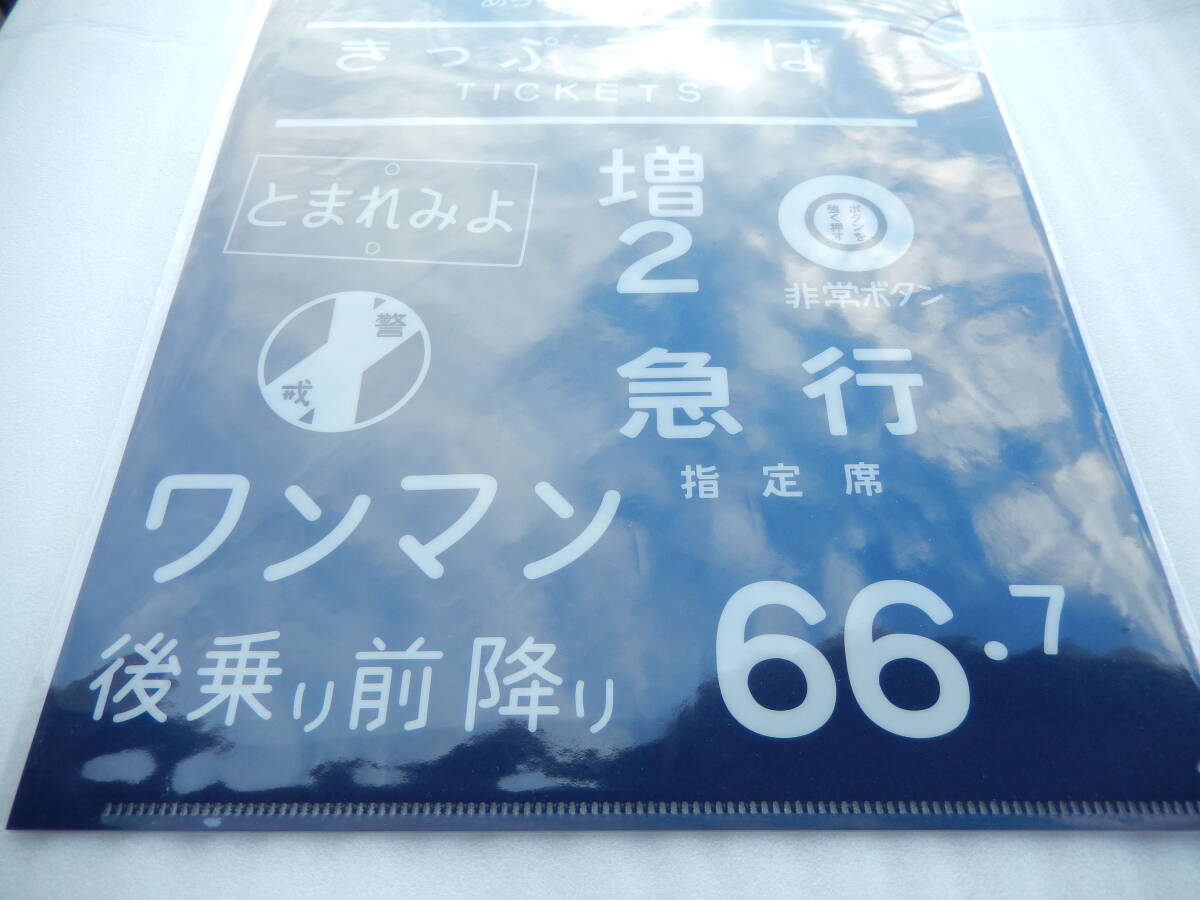 きっぷうりば
TICKETS
とまれみよ
増
2
ボタンを
強く押す
非常ボタン
警
戒
急行
指定席
ワンマン
後乗り前降り
66.7